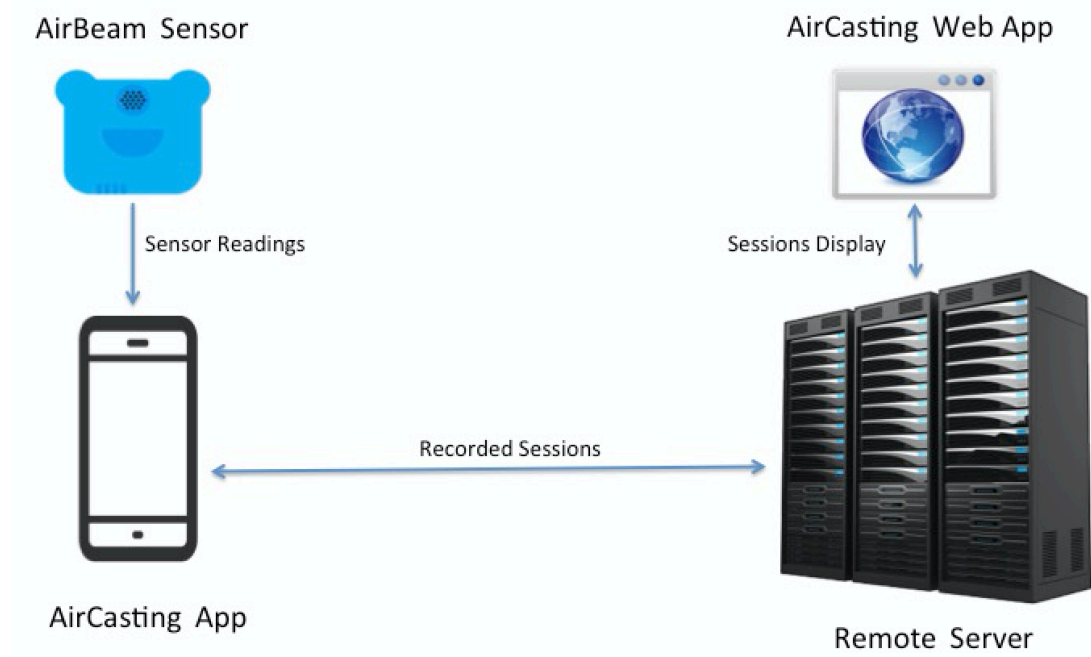 AirBeam Sensor
AirCasting Web App
Sensor Readings
Sessions Display
Recorded Sessions
AirCasting App
Remote Server